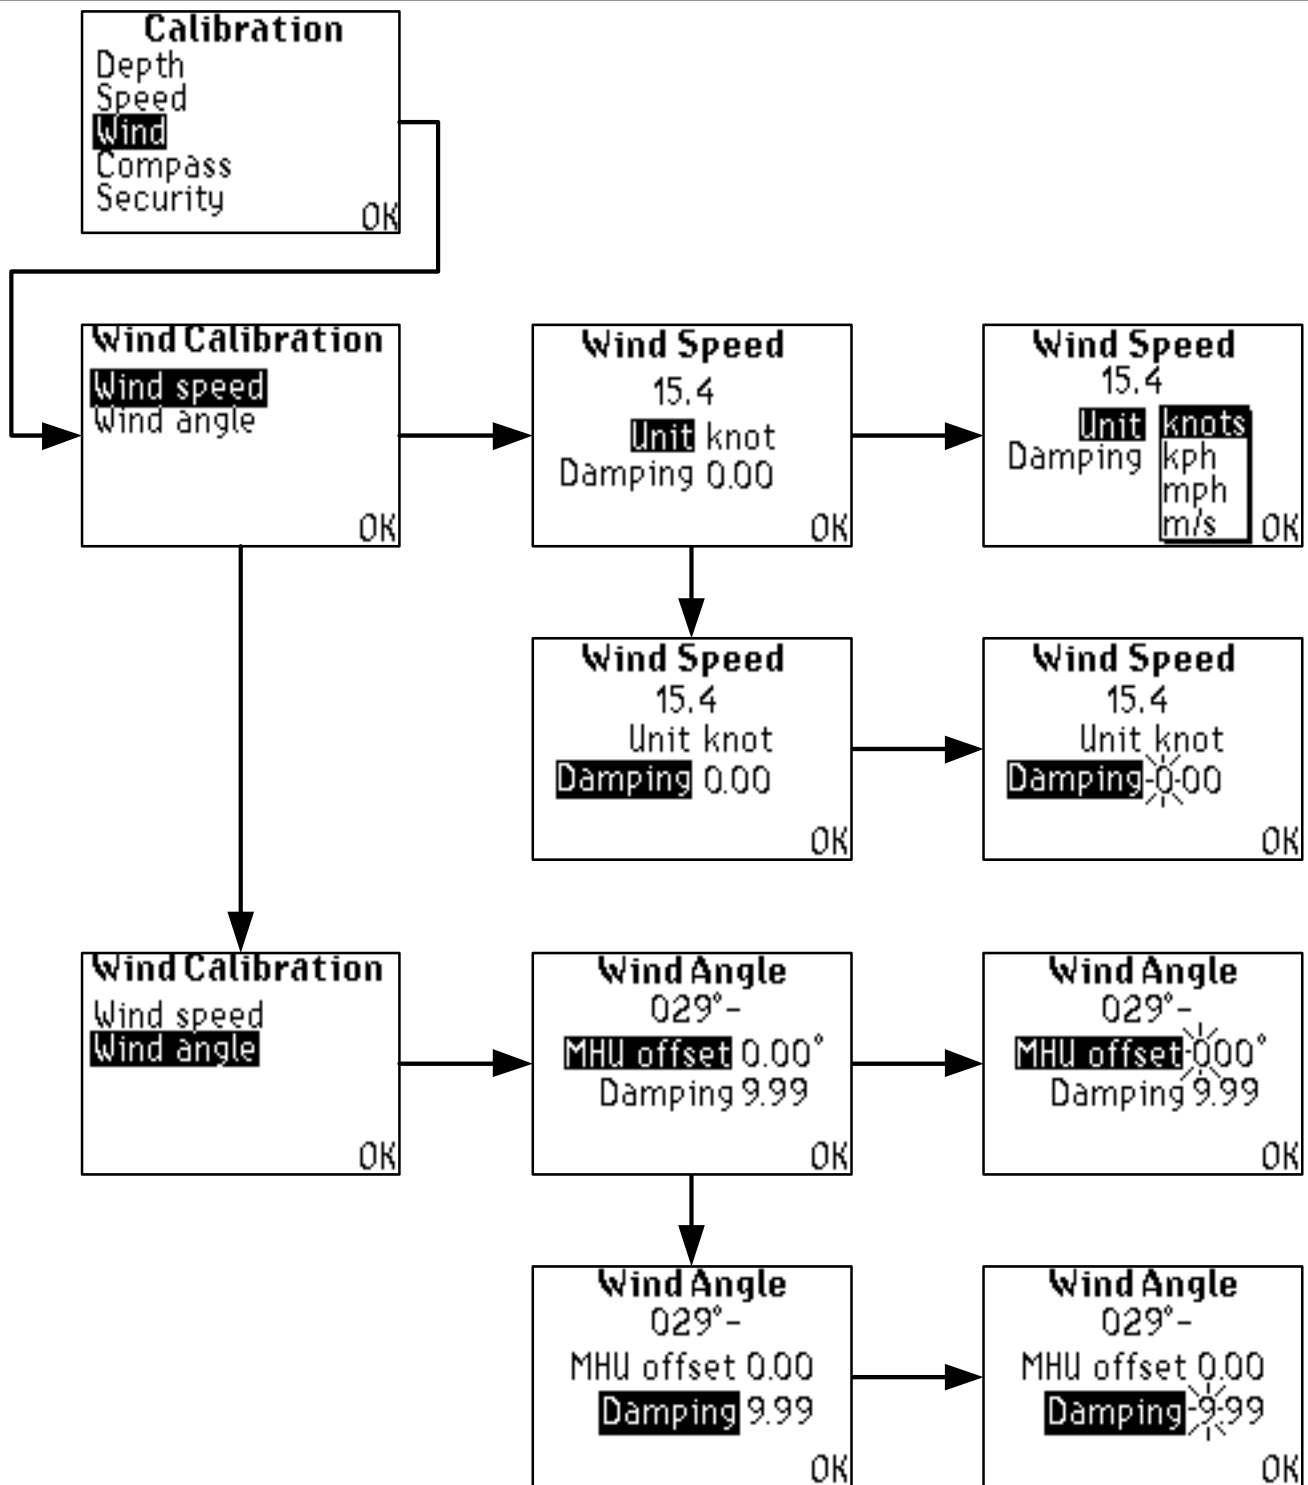 Calibration
Depth
Speed
Wind
Compass
Security
OK
Wind Calibration
Wind speed
Wind angle
OK
Wind Speed
15.4
Unit knot
Damping 0.00
OK
Wind Speed
15.4
Unit knots
Damping kph
mph
m/s
OK
Wind Speed
15.4
Unit knot
Damping 0.00
OK
Wind Speed
15.4
Unit knot
Damping 0.00
OK
Wind Calibration
Wind speed
Wind angle
OK
Wind Angle
029°-
MHU offset 0.00°
Damping 9.99
OK
Wind Angle
029°-
MHU offset 000°
Damping 9.99
OK
Wind Angle
029°-
MHU offset 0.00
Damping 9.99
OK
Wind Angle
029°-
MHU offset 0.00
Damping 9.99
OK